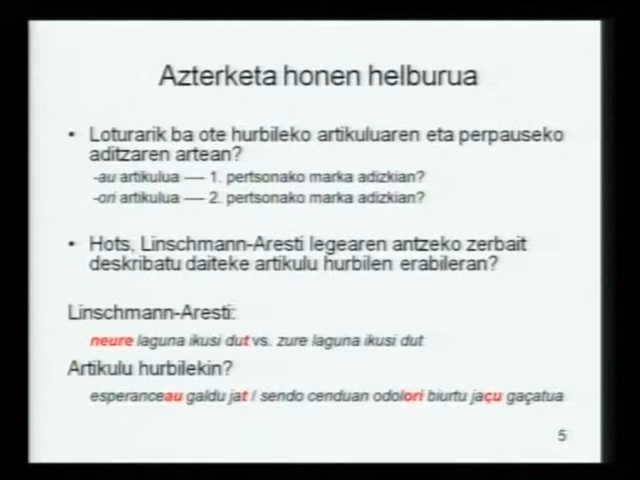 Azterketa honen helburua
• Loturarik ba ote hurbileko artikuluaren eta perpauseko
aditzaren artean?
-au artikulua ---- 1. pertsonako marka adizkian?
-ori artikulua ---- 2. pertsonako marka adizkian?
• Hots, Linschmann-Aresti legearen antzeko zerbait
deskribatu daiteke artikulu hurbilen erabileran?
Linschmann-Aresti:
neure laguna ikusi dut vs. zure laguna ikusi dut
Artikulu hurbilekin?
esperanceau galdu jat / sendo cenduan odolori biurtu jaçu gaçatua
5